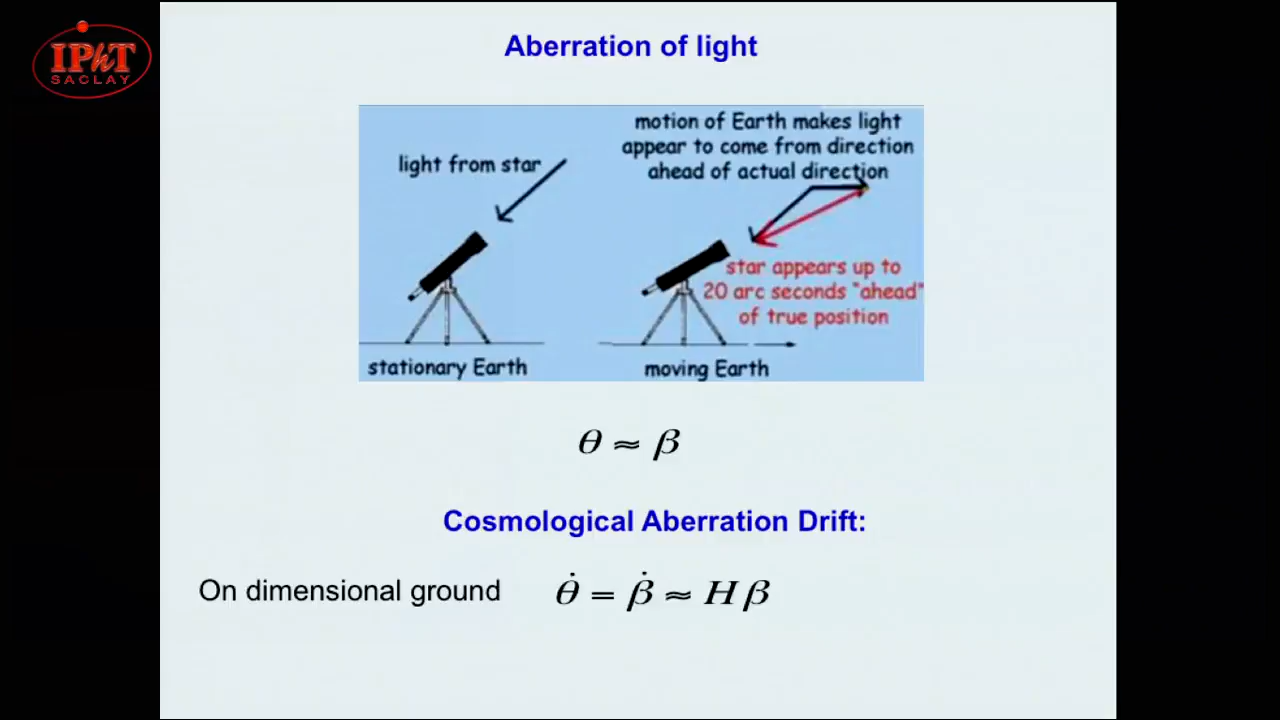 IPhT
SACLAY
Aberration of light
light from star
motion of Earth makes light
appear to come from direction
ahead of actual direction
star appears up to
20 arc seconds "ahead"
of true position
stationary Earth
moving Earth
θ ≈ β
Cosmological Aberration Drift:
On dimensional ground θ̇ = β̇ ≈ H β